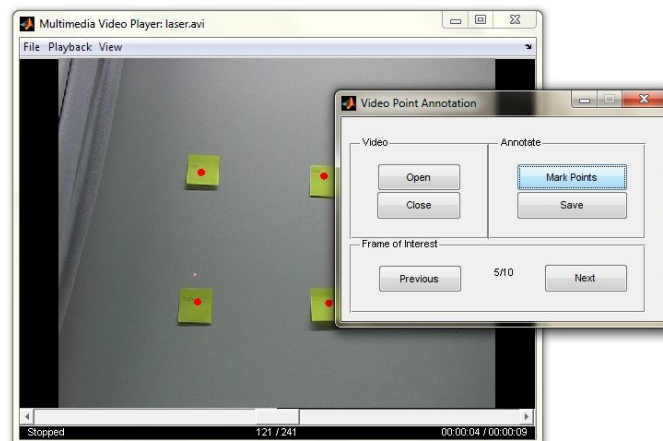 Multimedia Video Player: laser.avi
File Playback View
Video Point Annotation
Video
Open
Close
Annotate
Mark Points
Save
Frame of Interest
Previous
5/10
Next
Stopped
121 / 241
00:00:04 / 00:00:09